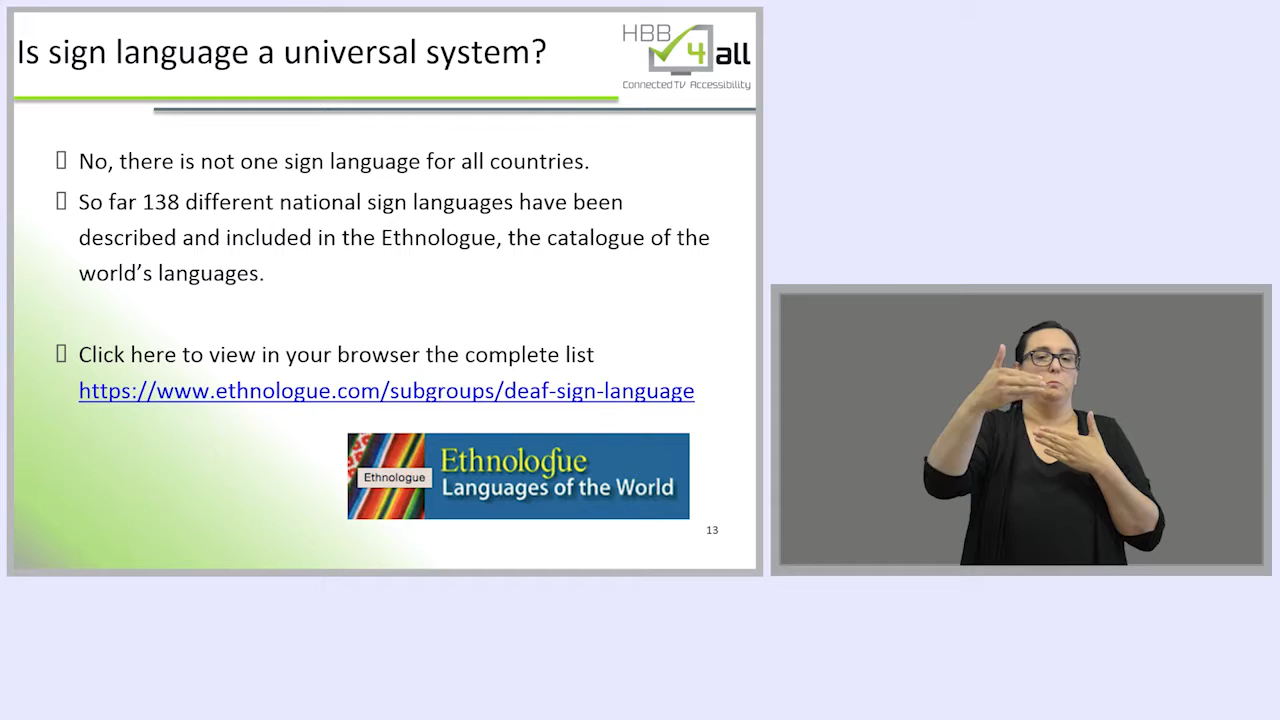 Is sign language a universal system?
HBB
4 all
Connected TV Accessibility
No, there is not one sign language for all countries.
So far 138 different national sign languages have been
described and included in the Ethnologue, the catalogue of the
world’s languages.
Click here to view in your browser the complete list
https://www.ethnologue.com/subgroups/deaf-sign-language
Ethnologue
Ethnologue
Languages of the World
13